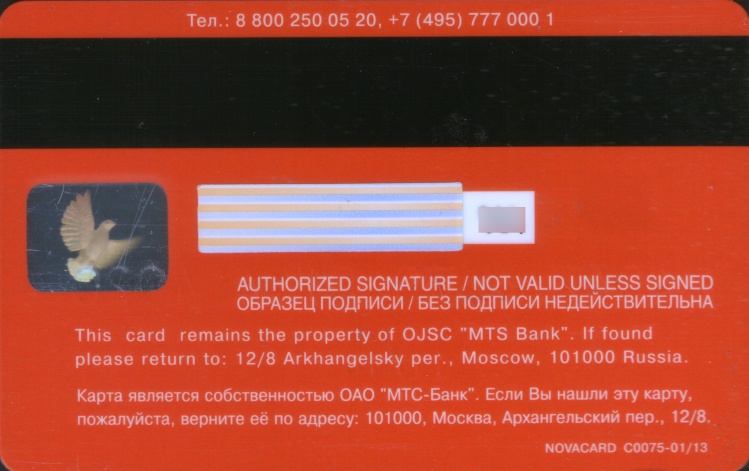 Тел.: 8 800 250 05 20, +7 (495) 777 000 1
AUTHORIZED SIGNATURE / NOT VALID UNLESS SIGNED
ОБРАЗЕЦ ПОДПИСИ / БЕЗ ПОДПИСИ НЕДЕЙСТВИТЕЛЬНА
This card remains the property of OJSC "MTS Bank". If found
please return to: 12/8 Arkhangelsky per., Moscow, 101000 Russia.
Карта является собственностью ОАО "МТС-Банк". Если Вы нашли эту карту,
пожалуйста, верните её по адресу: 101000, Москва, Архангельский пер., 12/8.
NOVACARD C0075-01/13